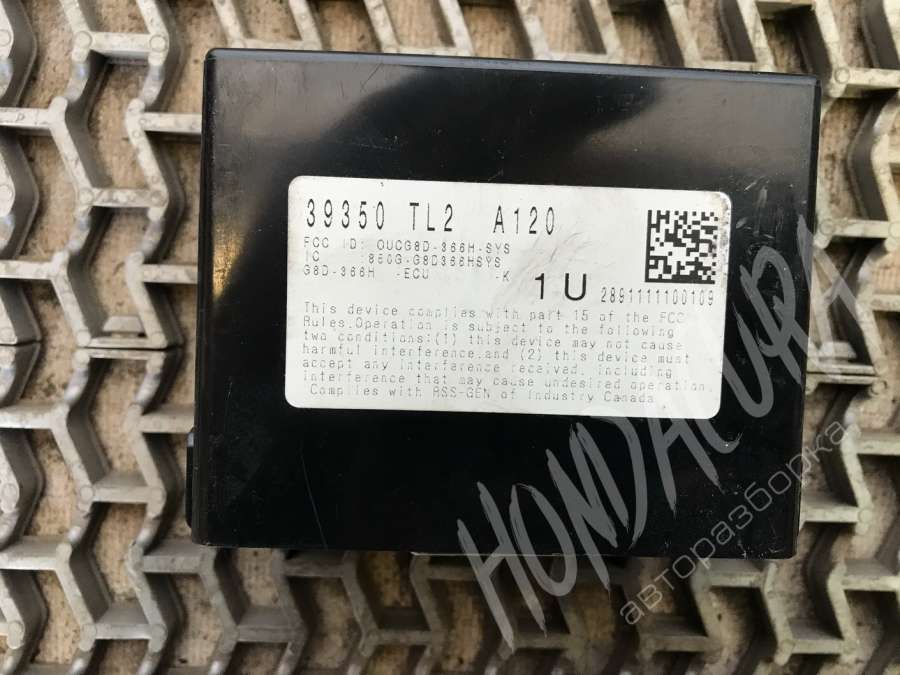 39350 TL2 A120
FCC ID: OUCG8D-366H-SYS
IC :850G-G8D366HSYS
G8D-366H -ECU -K
1U
2891111100109
This device complies with part 15 of the FCC
Rules.Operation is subject to the following
two conditions:(1) this device may not cause
harmful interference.and (2) this device must
accept any interference received. including
interference that may cause undesired operation.
Complies with RSS-GEN of Industry Canada
HONDACURA
авторазборка